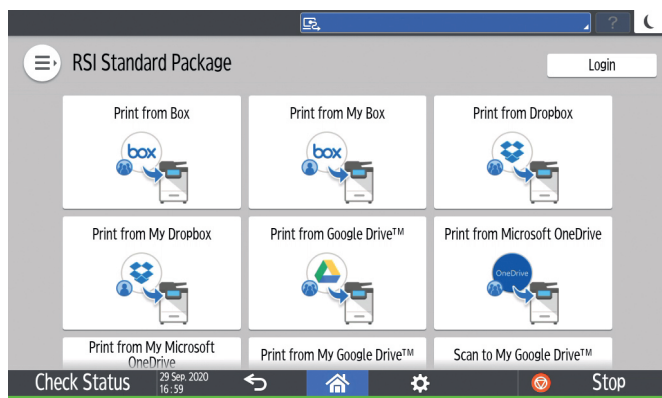 ?
RSI Standard Package
Login
Print from Box
Print from My Box
Print from Dropbox
box
box
Print from My Dropbox
Print from Google Drive™
Print from Microsoft OneDrive
OneDrive
Print from My Microsoft
OneDrive
Print from My Google Drive™
Scan to My Google Drive™
Check Status
29 Sep. 2020
16:59
Stop